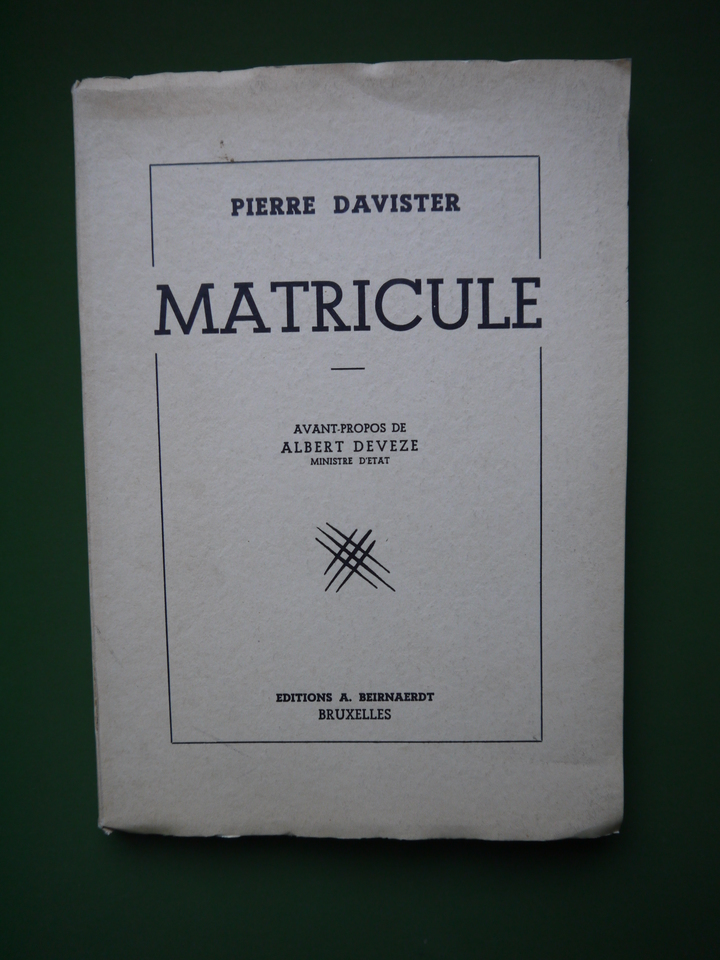 PIERRE DAVISTER
MATRICULE
AVANT-PROPOS DE
ALBERT DEVEZE
MINISTRE D'ETAT
EDITIONS A. BEIRNAERDT
BRUXELLES